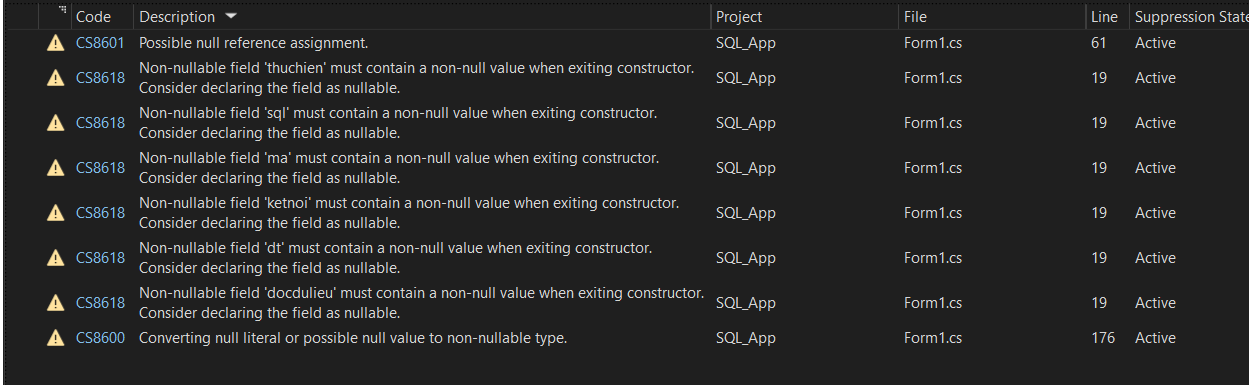 Code Description Project File Line Suppression State
CS8601 Possible null reference assignment. SQL_App Form1.cs 61 Active
Non-nullable field 'thuchien' must contain a non-null value when exiting constructor.
CS8618 SQL_App Form1.cs 19 Active
Consider declaring the field as nullable.
Non-nullable field 'sql' must contain a non-null value when exiting constructor.
CS8618 SQL_App Form1.cs 19 Active
Consider declaring the field as nullable.
Non-nullable field 'ma' must contain a non-null value when exiting constructor.
CS8618 SQL_App Form1.cs 19 Active
Consider declaring the field as nullable.
Non-nullable field 'ketnoi' must contain a non-null value when exiting constructor.
CS8618 SQL_App Form1.cs 19 Active
Consider declaring the field as nullable.
Non-nullable field 'dt' must contain a non-null value when exiting constructor.
CS8618 SQL_App Form1.cs 19 Active
Consider declaring the field as nullable.
Non-nullable field 'docdulieu' must contain a non-null value when exiting constructor.
CS8618 SQL_App Form1.cs 19 Active
Consider declaring the field as nullable.
CS8600 Converting null literal or possible null value to non-nullable type. SQL_App Form1.cs 176 Active